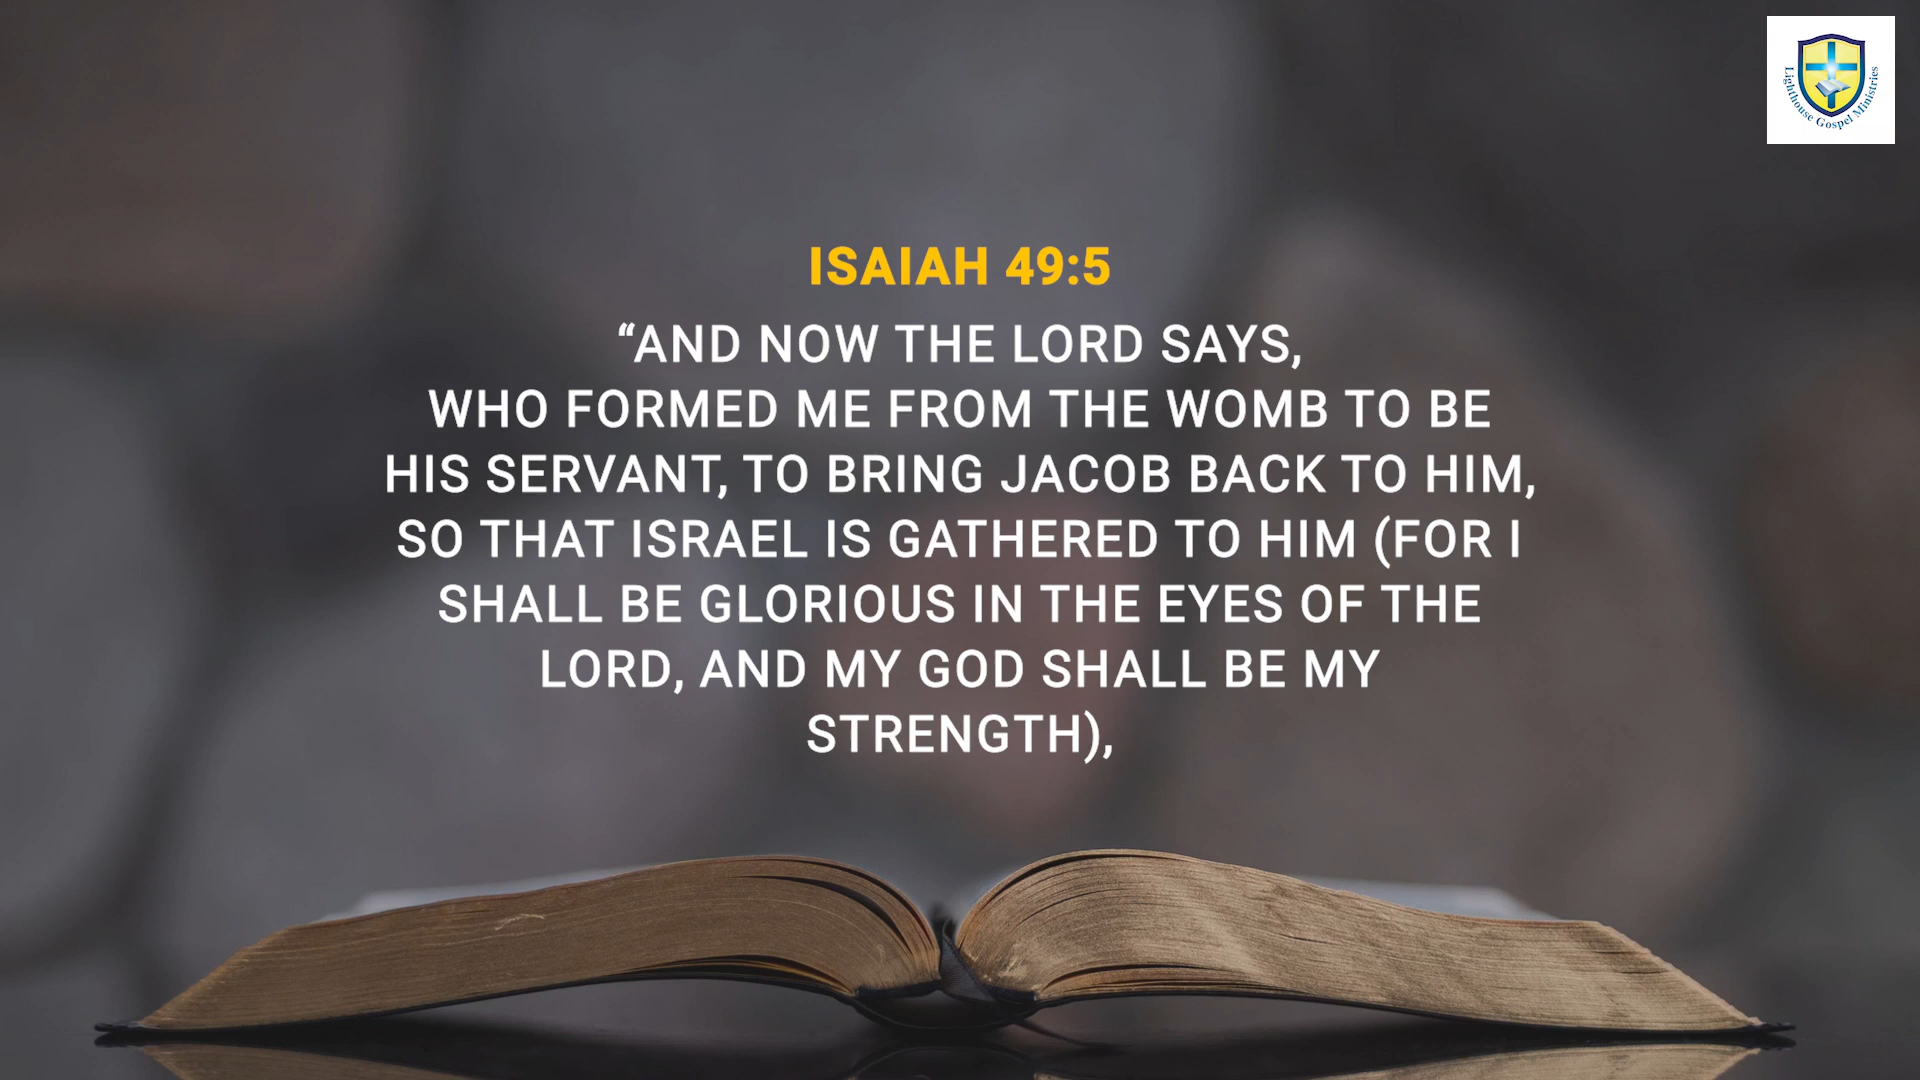 Lighthouse Gospel Ministries
ISAIAH 49:5
“AND NOW THE LORD SAYS,
WHO FORMED ME FROM THE WOMB TO BE
HIS SERVANT, TO BRING JACOB BACK TO HIM,
SO THAT ISRAEL IS GATHERED TO HIM (FOR I
SHALL BE GLORIOUS IN THE EYES OF THE
LORD, AND MY GOD SHALL BE MY
STRENGTH),